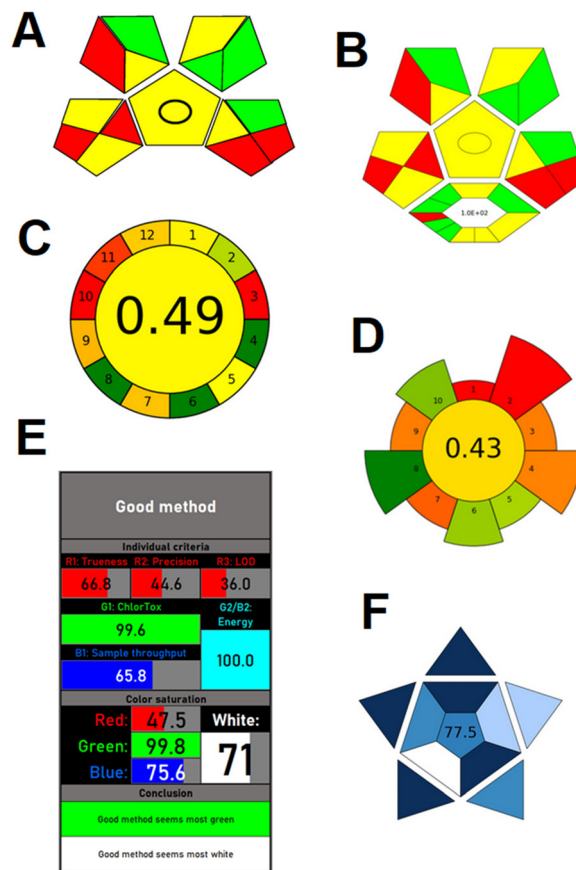 A
B
1.0E+02
C
12
1
11
2
10
3
0.49
9
4
8
5
7
6
D
10
1
2
9
3
0.43
8
4
7
5
6
E
Good method
Individual criteria
R1: Trueness R2: Precision R3: LOD
66.8 44.6 36.0
G1: ChlorTox G2/B2:
Energy
99.6
B1: Sample throughput
100.0
65.8
Color saturation
Red: 47.5 White:
Green: 99.8 71
Blue: 75.6
Conclusion
Good method seems most green
Good method seems most white
F
77.5